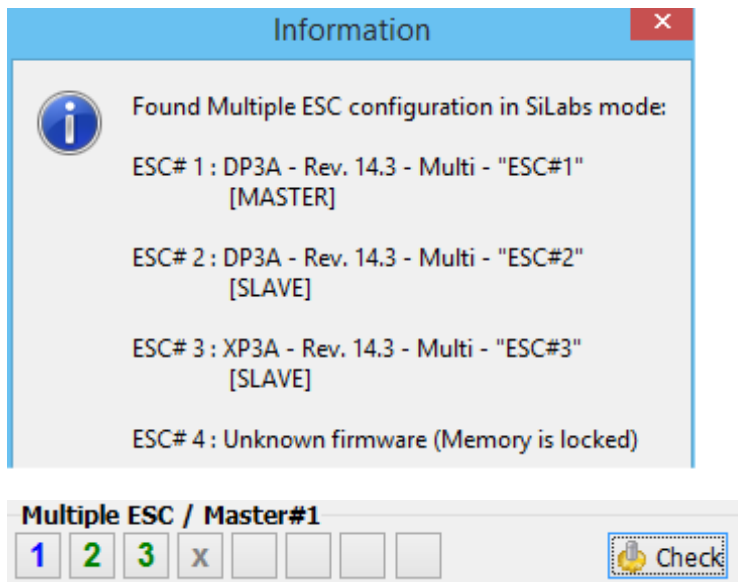 Information
Found Multiple ESC configuration in SiLabs mode:
ESC# 1 : DP3A - Rev. 14.3 - Multi - "ESC#1"
[MASTER]
ESC# 2 : DP3A - Rev. 14.3 - Multi - "ESC#2"
[SLAVE]
ESC# 3 : XP3A - Rev. 14.3 - Multi - "ESC#3"
[SLAVE]
ESC# 4 : Unknown firmware (Memory is locked)
Multiple ESC / Master#1
1 2 3 x Check